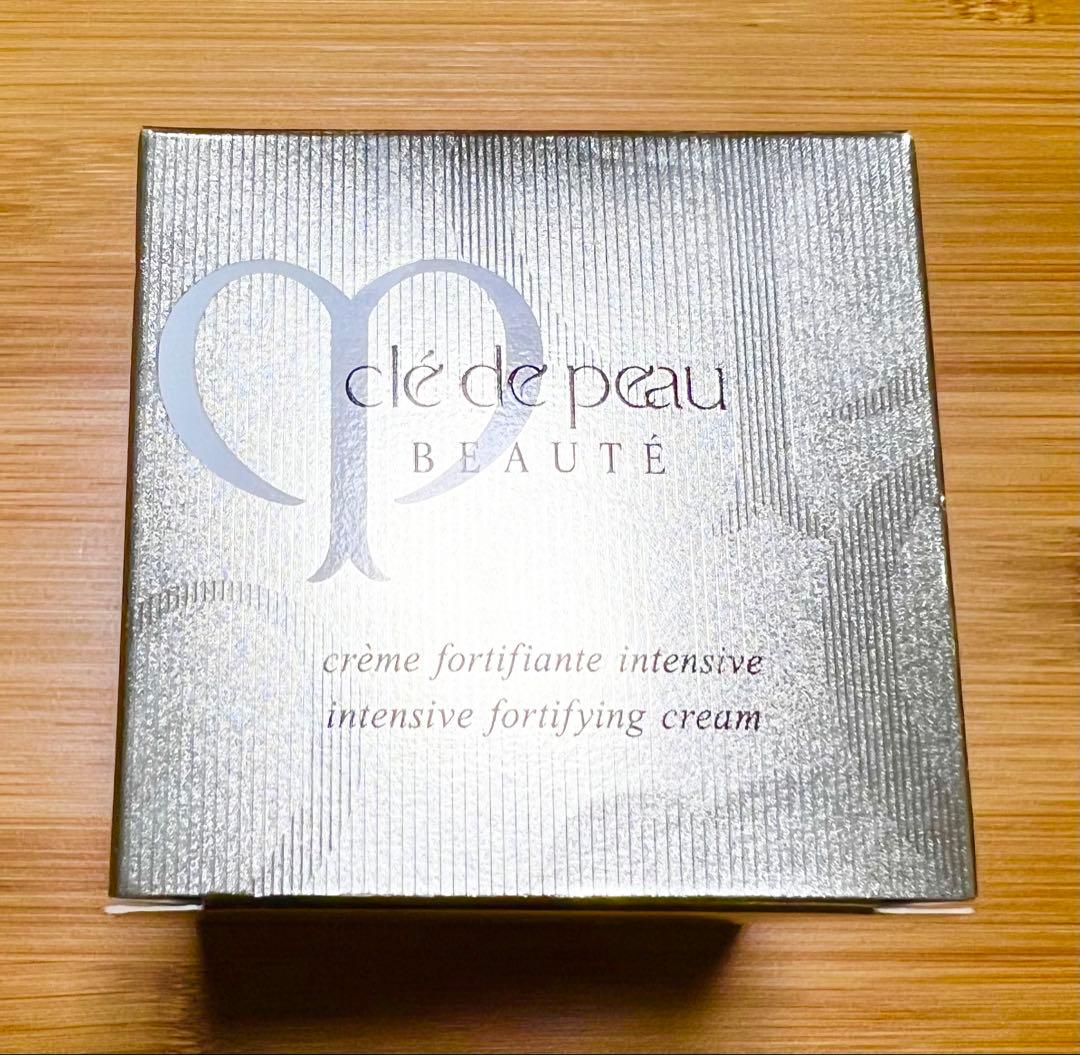 clé de peau
BEAUTÉ
crème fortifiante intensive
intensive fortifying cream